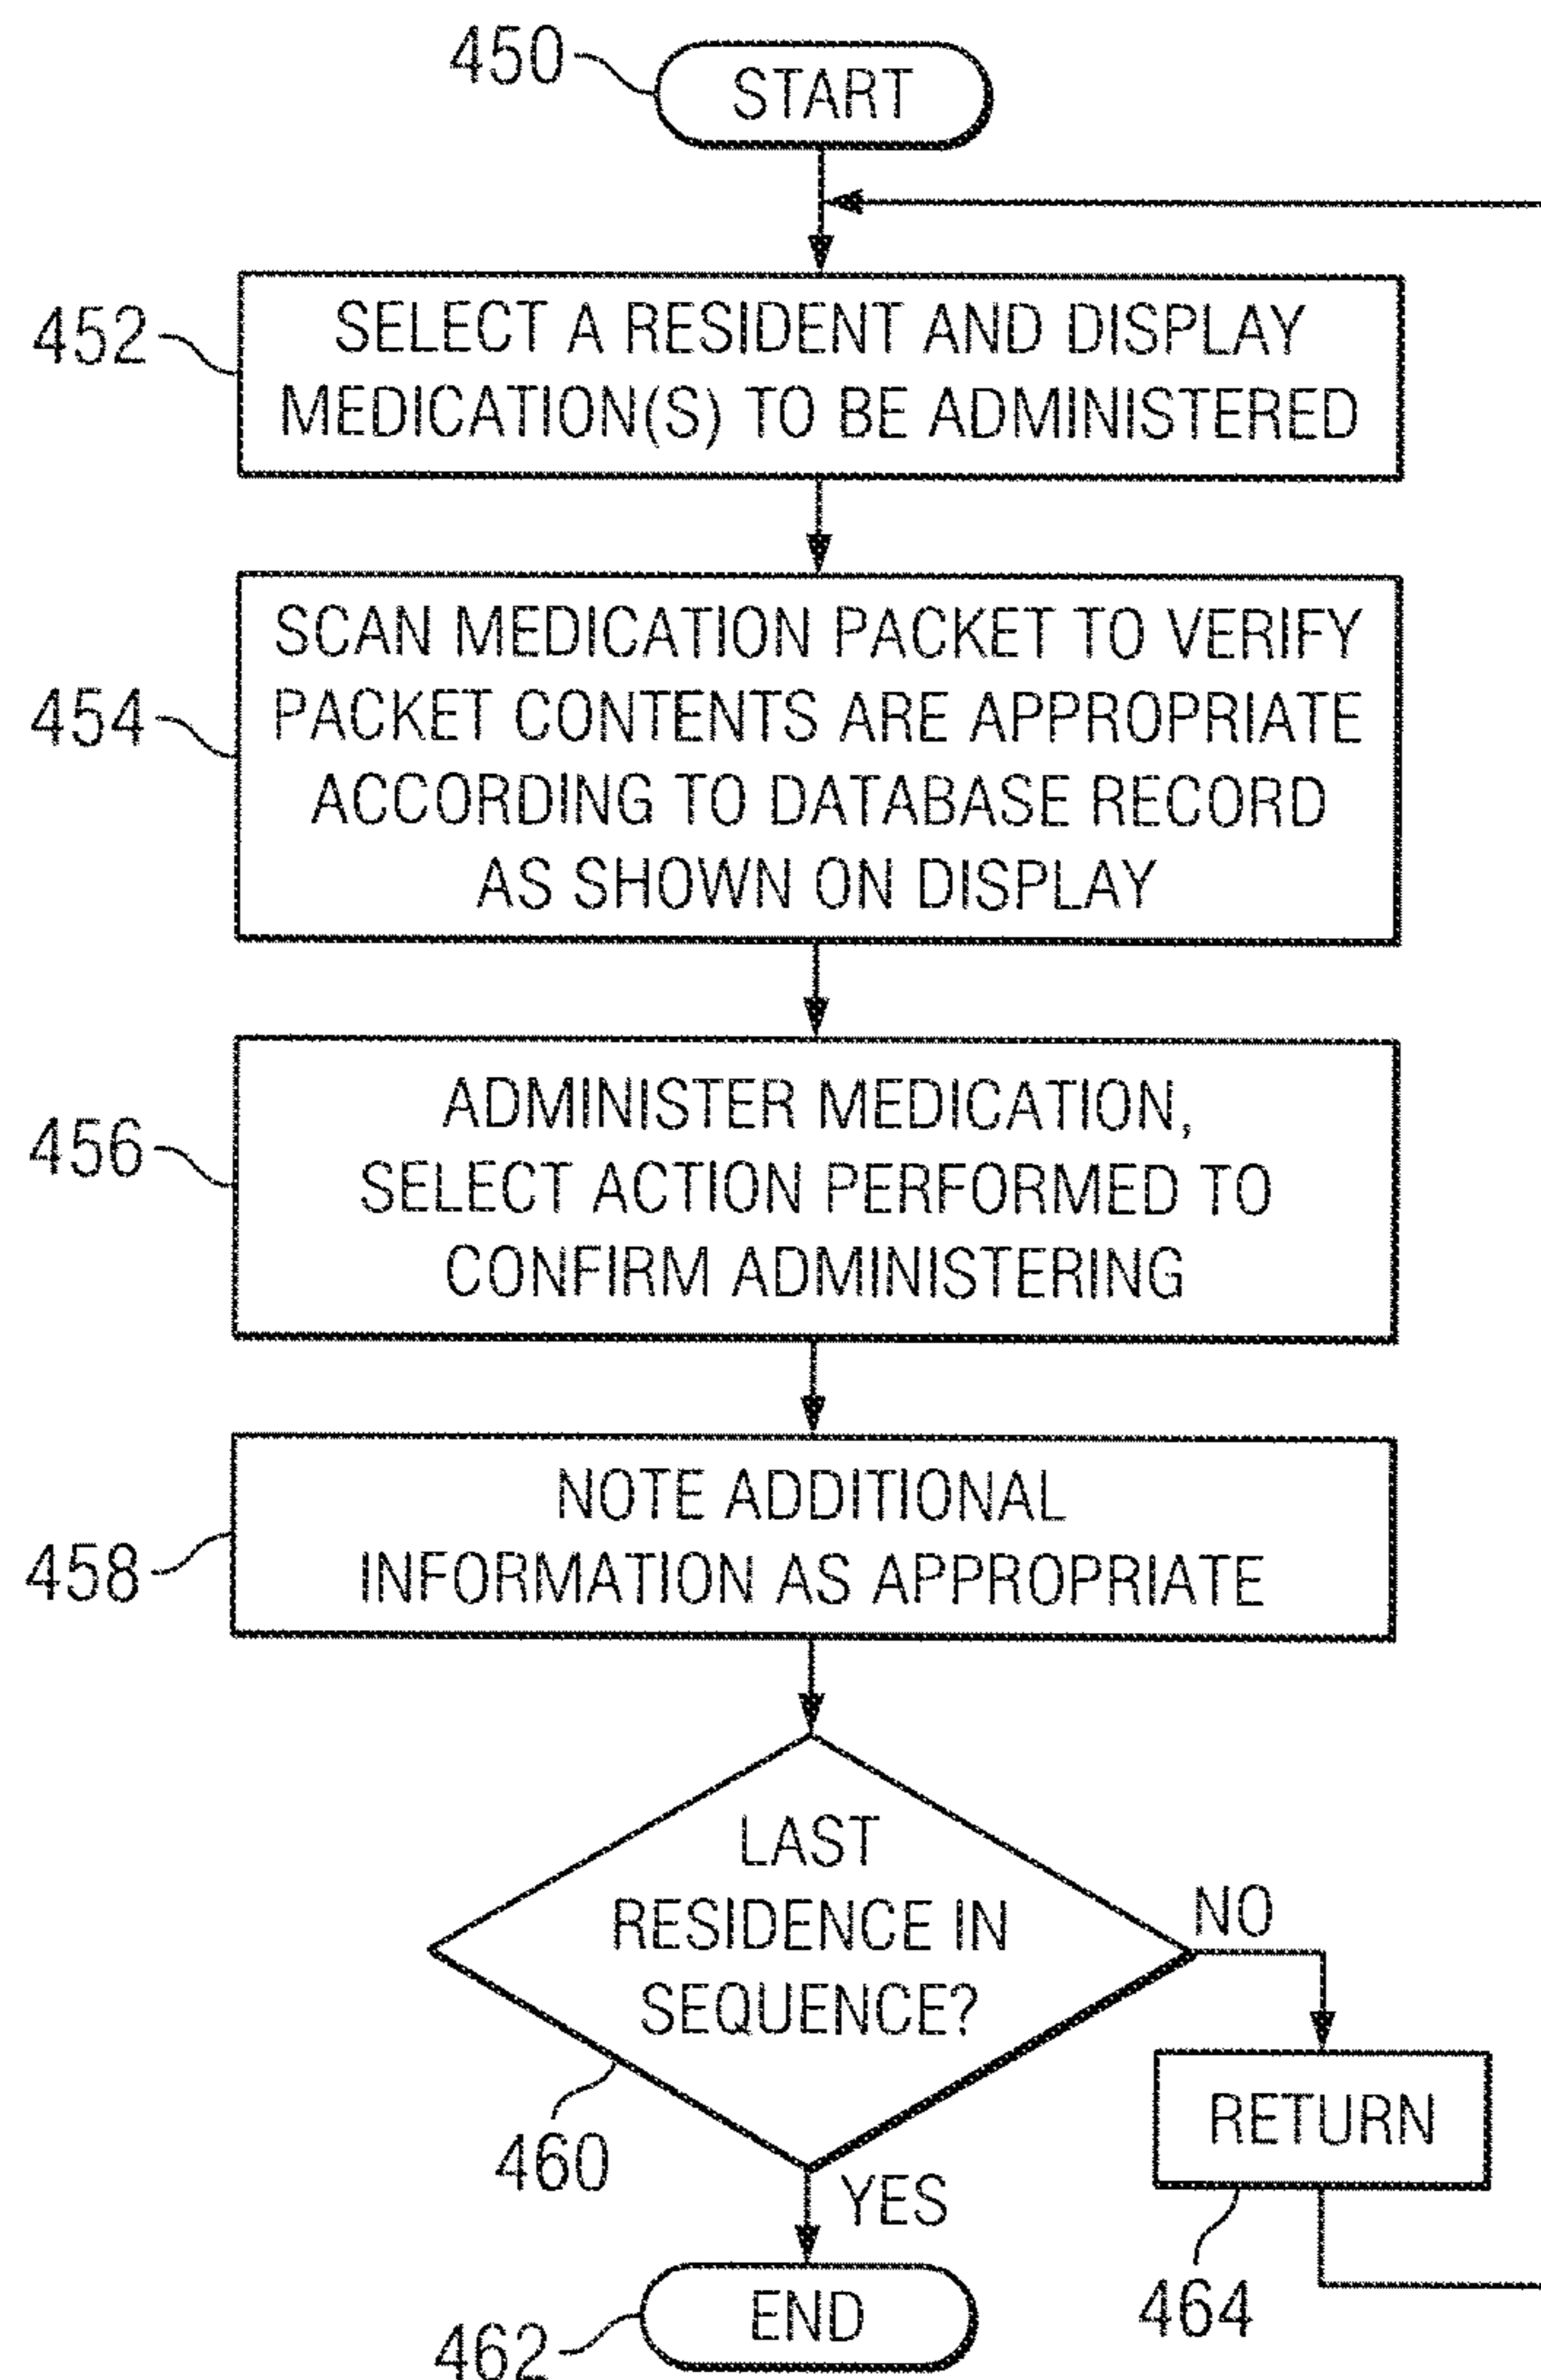 450
START
452
SELECT A RESIDENT AND DISPLAY
MEDICATION(S) TO BE ADMINISTERED
454
SCAN MEDICATION PACKET TO VERIFY
PACKET CONTENTS ARE APPROPRIATE
ACCORDING TO DATABASE RECORD
AS SHOWN ON DISPLAY
456
ADMINISTER MEDICATION,
SELECT ACTION PERFORMED TO
CONFIRM ADMINISTERING
458
NOTE ADDITIONAL
INFORMATION AS APPROPRIATE
LAST
RESIDENCE IN
SEQUENCE?
460
NO
RETURN
464
YES
END
462